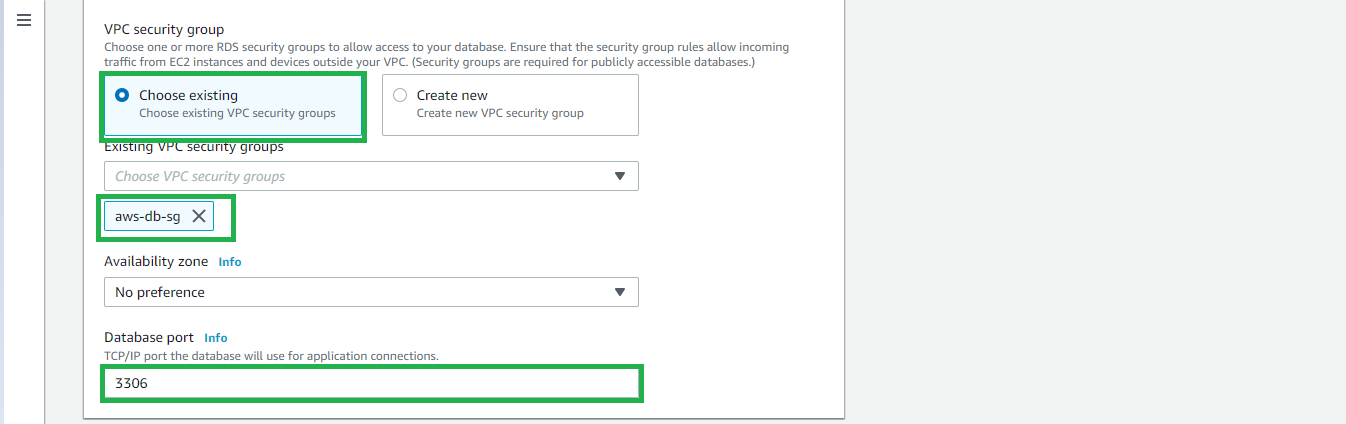 VPC security group
Choose one or more RDS security groups to allow access to your database. Ensure that the security group rules allow incoming
traffic from EC2 instances and devices outside your VPC. (Security groups are required for publicly accessible databases.)
Choose existing
Choose existing VPC security groups
Create new
Create new VPC security group
Existing VPC security groups
Choose VPC security groups
aws-db-sg
Availability zone Info
No preference
Database port Info
TCP/IP port the database will use for application connections.
3306